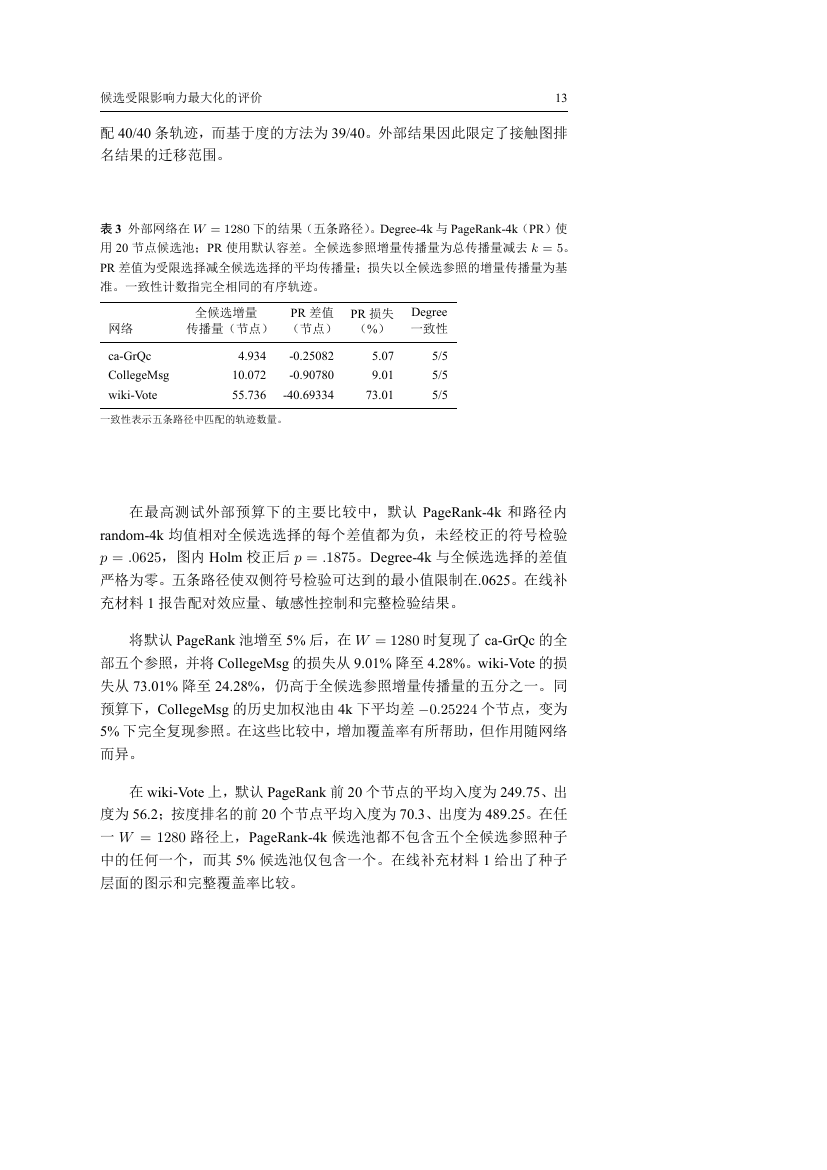 候选受限影响力最大化的评价 13
配 40/40 条轨迹，而基于度的方法为 39/40。外部结果因此限定了接触图排
名结果的迁移范围。
表 3 外部网络在 W = 1280 下的结果（五条路径）。Degree-4k 与 PageRank-4k（PR）使
用 20 节点候选池；PR 使用默认容差。全候选参照增量传播量为总传播量减去 k = 5。
PR 差值为受限选择减全候选选择的平均传播量；损失以全候选参照的增量传播量为基
准。一致性计数指完全相同的有序轨迹。
全候选增量 PR 差值 PR 损失 Degree
网络 传播量（节点） （节点） （%） 一致性
ca-GrQc 4.934 -0.25082 5.07 5/5
CollegeMsg 10.072 -0.90780 9.01 5/5
wiki-Vote 55.736 -40.69334 73.01 5/5
一致性表示五条路径中匹配的轨迹数量。
在最高测试外部预算下的主要比较中，默认 PageRank-4k 和路径内
random-4k 均值相对全候选选择的每个差值都为负，未经校正的符号检验
p = .0625，图内 Holm 校正后 p = .1875。Degree-4k 与全候选选择的差值
严格为零。五条路径使双侧符号检验可达到的最小值限制在.0625。在线补
充材料 1 报告配对效应量、敏感性控制和完整检验结果。
将默认 PageRank 池增至 5% 后，在 W = 1280 时复现了 ca-GrQc 的全
部五个参照，并将 CollegeMsg 的损失从 9.01% 降至 4.28%。wiki-Vote 的损
失从 73.01% 降至 24.28%，仍高于全候选参照增量传播量的五分之一。同
预算下，CollegeMsg 的历史加权池由 4k 下平均差 −0.25224 个节点，变为
5% 下完全复现参照。在这些比较中，增加覆盖率有所帮助，但作用随网络
而异。
在 wiki-Vote 上，默认 PageRank 前 20 个节点的平均入度为 249.75、出
度为 56.2；按度排名的前 20 个节点平均入度为 70.3、出度为 489.25。在任
一 W = 1280 路径上，PageRank-4k 候选池都不包含五个全候选参照种子
中的任何一个，而其 5% 候选池仅包含一个。在线补充材料 1 给出了种子
层面的图示和完整覆盖率比较。